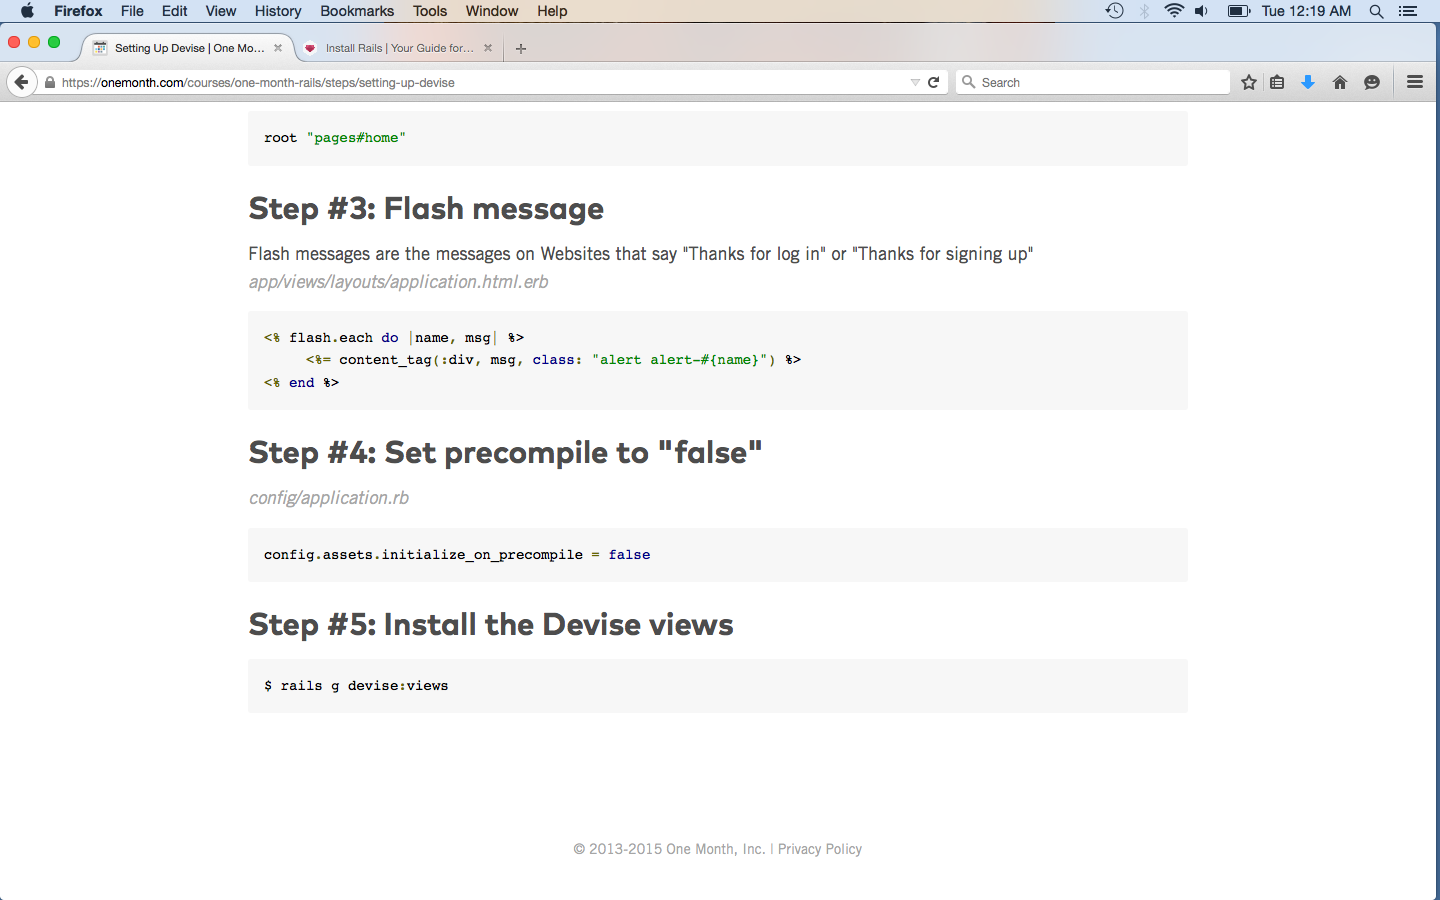 Firefox File Edit View History Bookmarks Tools Window Help Tue 12:19 AM
Setting Up Devise | One Mo... Install Rails | Your Guide for...
https://onemonth.com/courses/one-month-rails/steps/setting-up-devise Search
root "pages#home"
Step #3: Flash message
Flash messages are the messages on Websites that say "Thanks for log in" or "Thanks for signing up"
app/views/layouts/application.html.erb
<% flash.each do |name, msg| %>
<%= content_tag(:div, msg, class: "alert alert-#{name}") %>
<% end %>
Step #4: Set precompile to "false"
config/application.rb
config.assets.initialize_on_precompile = false
Step #5: Install the Devise views
$ rails g devise:views
© 2013-2015 One Month, Inc. | Privacy Policy